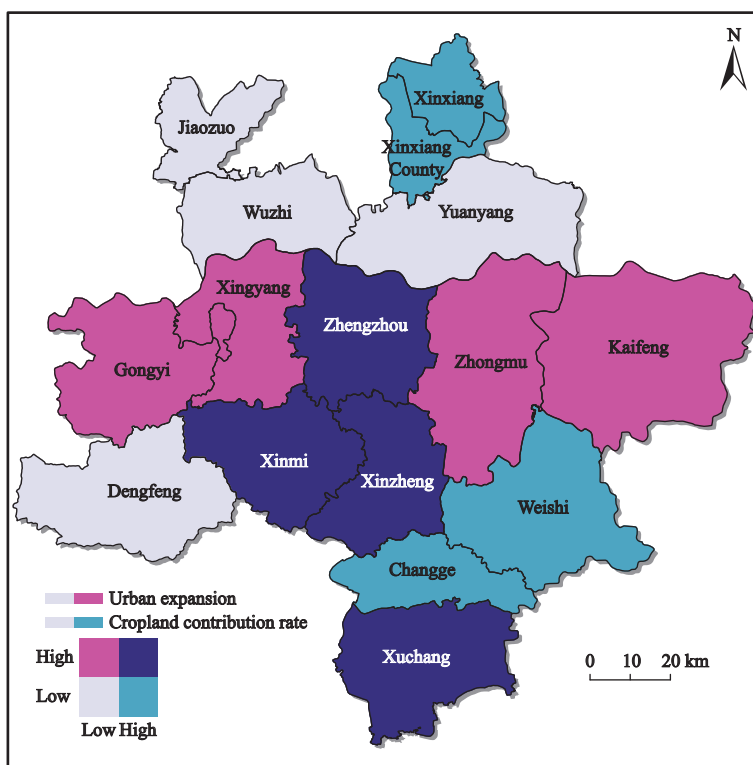 N
Xinxiang
Jiaozuo
Xinxiang
County
Wuzhi
Yuanyang
Xingyang
Zhengzhou
Kaifeng
Zhongmu
Gongyi
Xinmi
Xinzheng
Dengfeng
Weishi
Changge
Urban expansion
Cropland contribution rate
High
Xuchang
0 10 20 km
Low
Low High